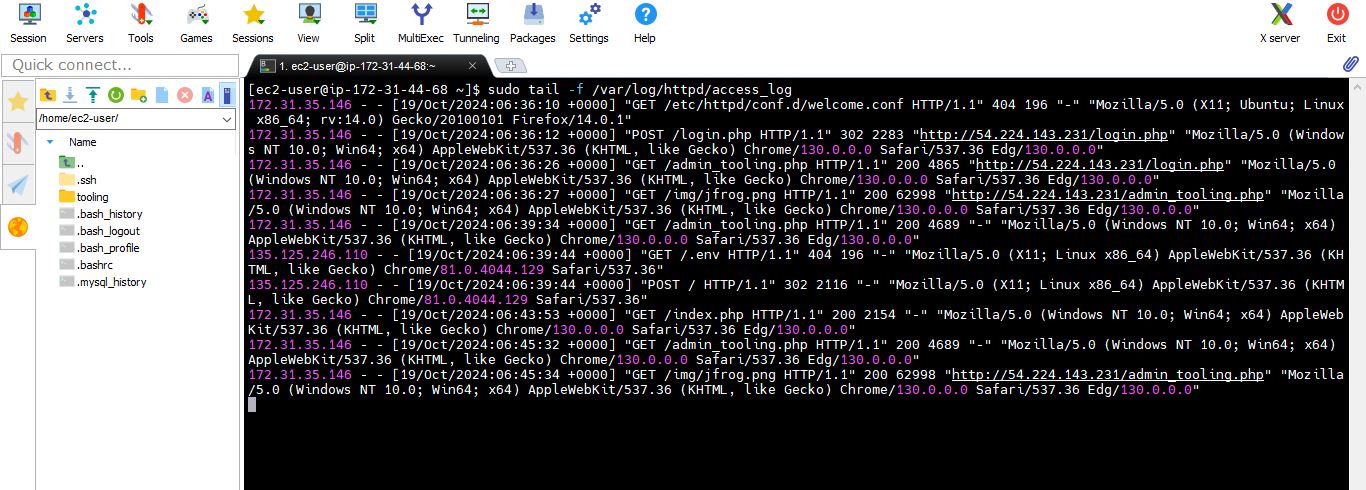 Session Servers Tools Games Sessions View Split MultiExec Tunneling Packages Settings Help X server Exit
Quick connect...
1. ec2-user@ip-172-31-44-68:~
/home/ec2-user/
Name
..
.ssh
tooling
.bash_history
.bash_logout
.bash_profile
.bashrc
.mysql_history
[ec2-user@ip-172-31-44-68 ~]$ sudo tail -f /var/log/httpd/access_log
172.31.35.146 - - [19/Oct/2024:06:36:10 +0000] "GET /etc/httpd/conf.d/welcome.conf HTTP/1.1" 404 196 "-" "Mozilla/5.0 (X11; Ubuntu; Linux
x86_64; rv:14.0) Gecko/20100101 Firefox/14.0.1"
172.31.35.146 - - [19/Oct/2024:06:36:12 +0000] "POST /login.php HTTP/1.1" 302 2283 "http://54.224.143.231/login.php" "Mozilla/5.0 (Window
s NT 10.0; Win64; x64) AppleWebKit/537.36 (KHTML, like Gecko) Chrome/130.0.0.0 Safari/537.36 Edg/130.0.0.0"
172.31.35.146 - - [19/Oct/2024:06:36:26 +0000] "GET /admin_tooling.php HTTP/1.1" 200 4865 "http://54.224.143.231/login.php" "Mozilla/5.0
(Windows NT 10.0; Win64; x64) AppleWebKit/537.36 (KHTML, like Gecko) Chrome/130.0.0.0 Safari/537.36 Edg/130.0.0.0"
172.31.35.146 - - [19/Oct/2024:06:36:27 +0000] "GET /img/jfrog.png HTTP/1.1" 200 62998 "http://54.224.143.231/admin_tooling.php" "Mozilla
/5.0 (Windows NT 10.0; Win64; x64) AppleWebKit/537.36 (KHTML, like Gecko) Chrome/130.0.0.0 Safari/537.36 Edg/130.0.0.0"
172.31.35.146 - - [19/Oct/2024:06:39:34 +0000] "GET /admin_tooling.php HTTP/1.1" 200 4689 "-" "Mozilla/5.0 (Windows NT 10.0; Win64; x64)
AppleWebKit/537.36 (KHTML, like Gecko) Chrome/130.0.0.0 Safari/537.36 Edg/130.0.0.0"
135.125.246.110 - - [19/Oct/2024:06:39:44 +0000] "GET /.env HTTP/1.1" 404 196 "-" "Mozilla/5.0 (X11; Linux x86_64) AppleWebKit/537.36 (KH
TML, like Gecko) Chrome/81.0.4044.129 Safari/537.36"
135.125.246.110 - - [19/Oct/2024:06:39:44 +0000] "POST / HTTP/1.1" 302 2116 "-" "Mozilla/5.0 (X11; Linux x86_64) AppleWebKit/537.36 (KHTM
L, like Gecko) Chrome/81.0.4044.129 Safari/537.36"
172.31.35.146 - - [19/Oct/2024:06:43:53 +0000] "GET /index.php HTTP/1.1" 200 2154 "-" "Mozilla/5.0 (Windows NT 10.0; Win64; x64) AppleWeb
Kit/537.36 (KHTML, like Gecko) Chrome/130.0.0.0 Safari/537.36 Edg/130.0.0.0"
172.31.35.146 - - [19/Oct/2024:06:45:32 +0000] "GET /admin_tooling.php HTTP/1.1" 200 4689 "-" "Mozilla/5.0 (Windows NT 10.0; Win64; x64)
AppleWebKit/537.36 (KHTML, like Gecko) Chrome/130.0.0.0 Safari/537.36 Edg/130.0.0.0"
172.31.35.146 - - [19/Oct/2024:06:45:34 +0000] "GET /img/jfrog.png HTTP/1.1" 200 62998 "http://54.224.143.231/admin_tooling.php" "Mozilla
/5.0 (Windows NT 10.0; Win64; x64) AppleWebKit/537.36 (KHTML, like Gecko) Chrome/130.0.0.0 Safari/537.36 Edg/130.0.0.0"